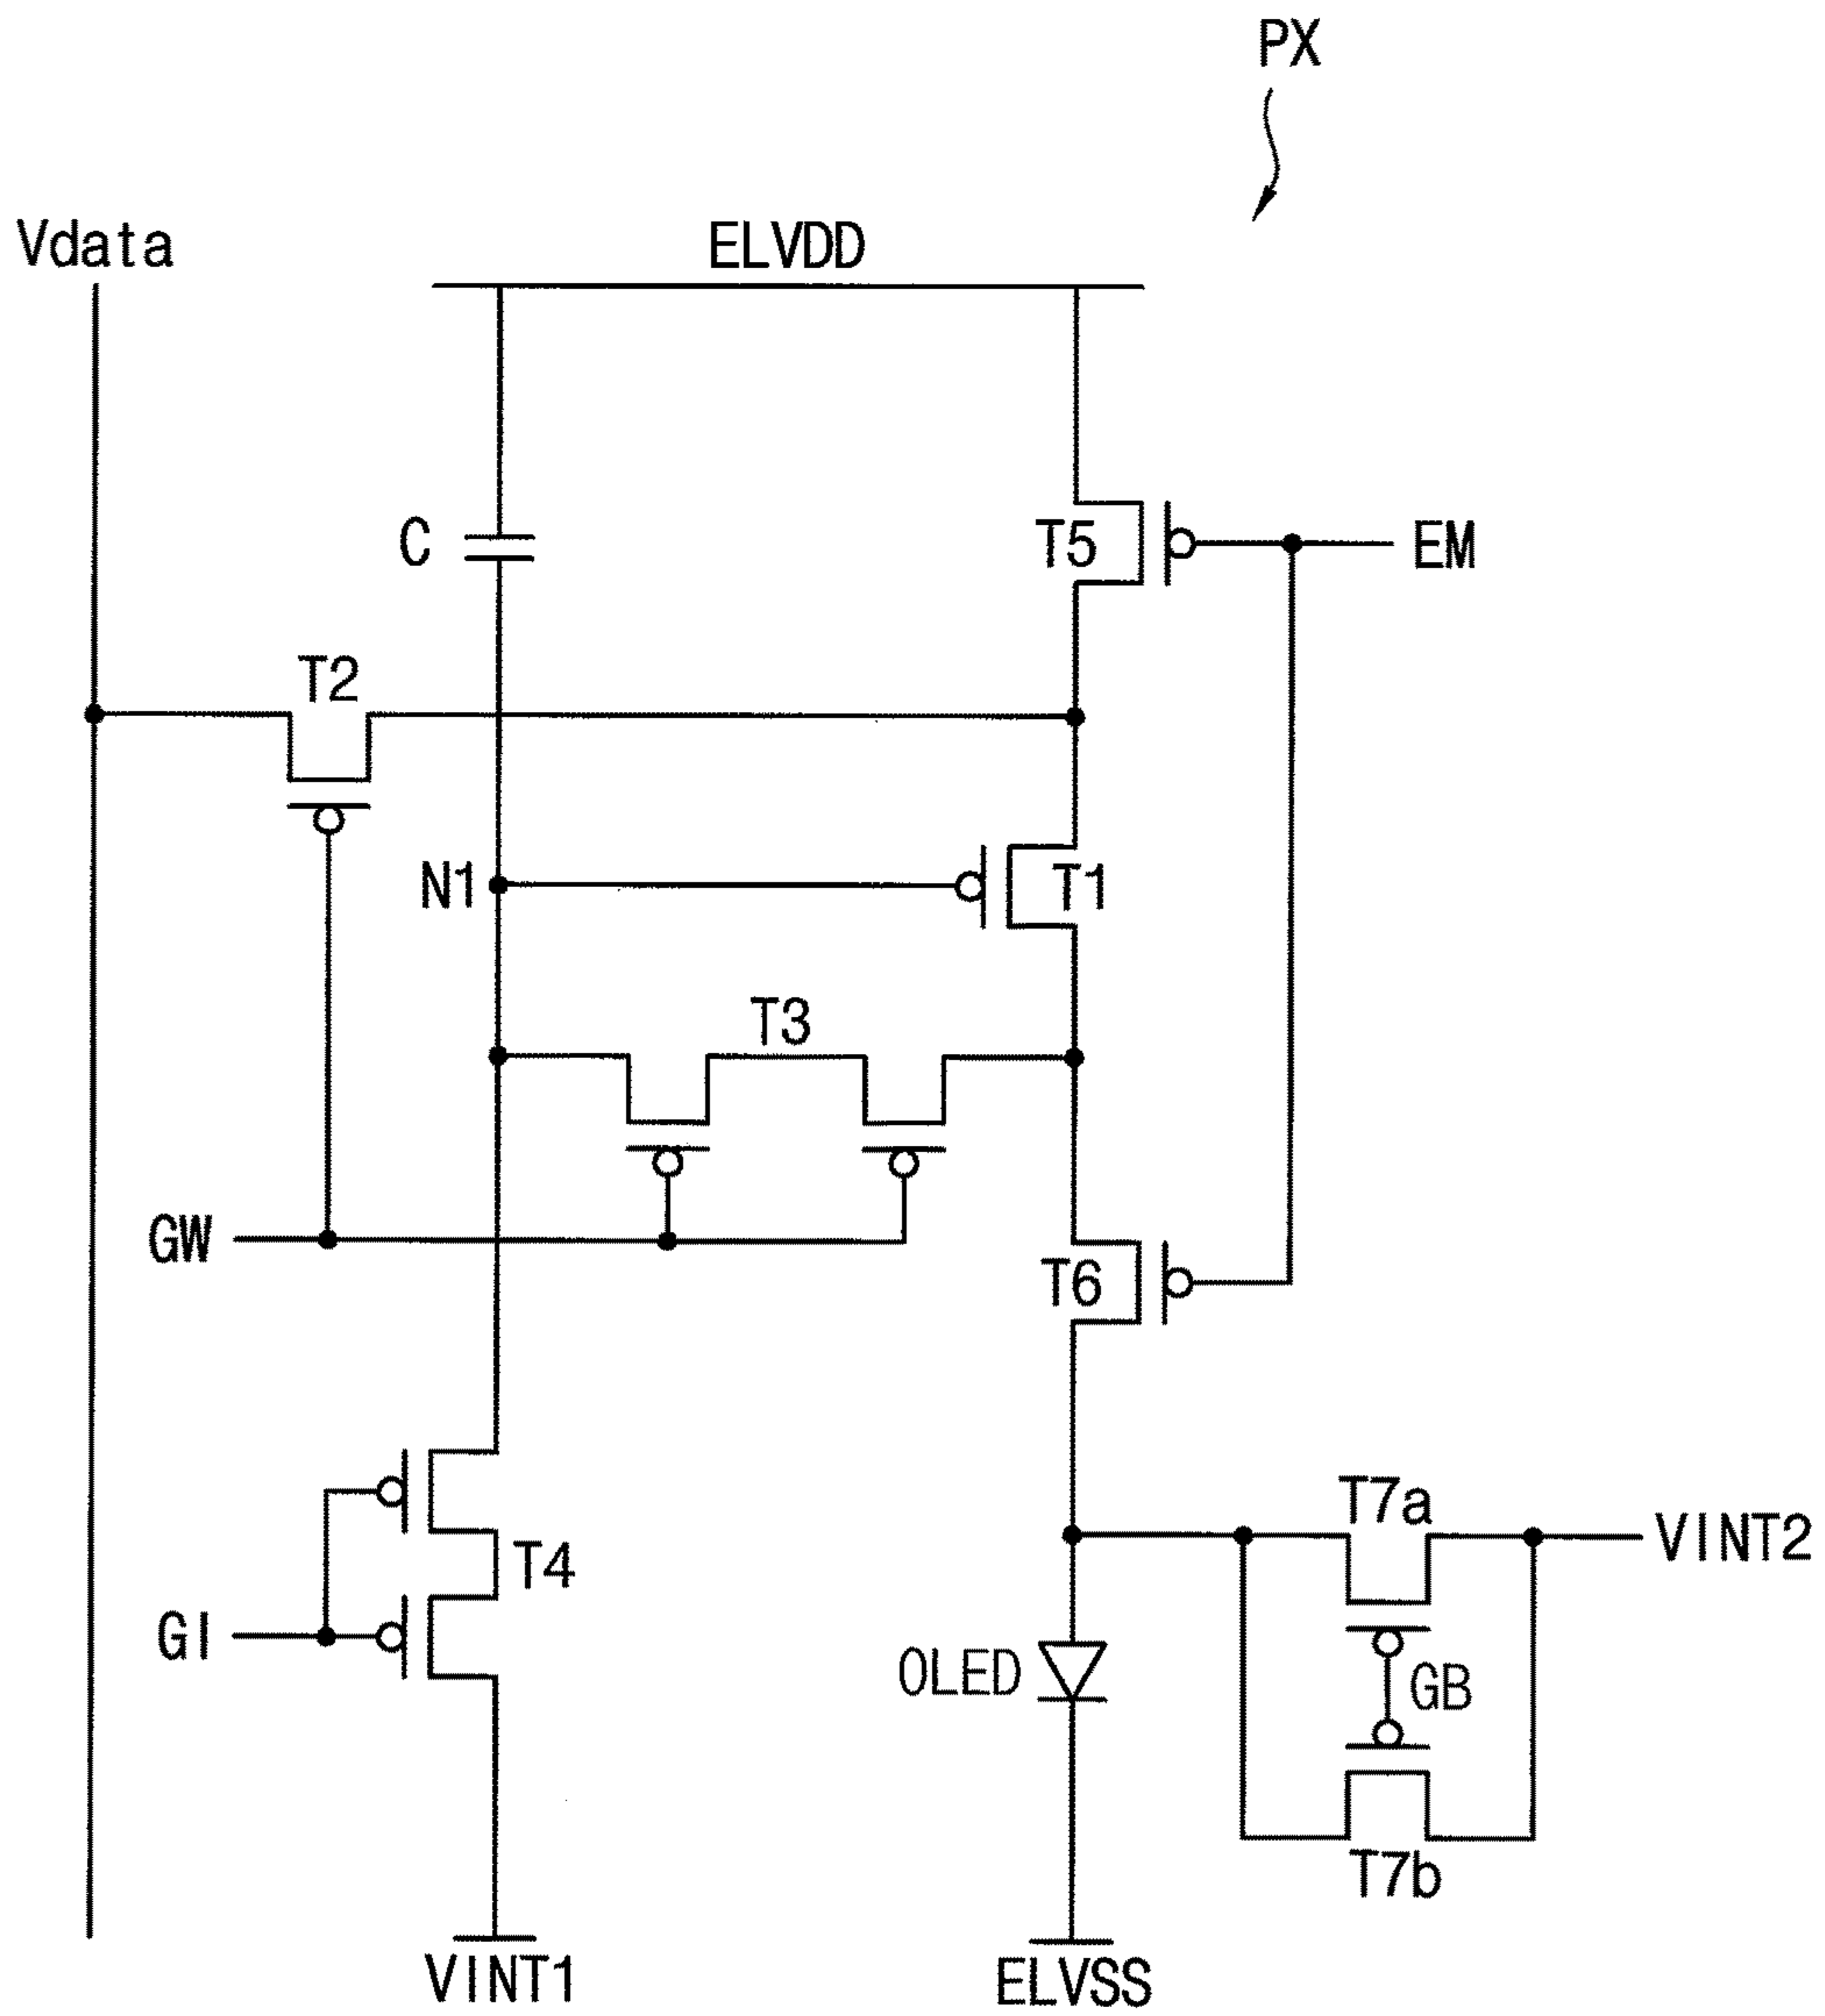 PX
Vdata
ELVDD
C
T5
EM
T2
N1
T1
T3
GW
T6
T7a
VINT2
T4
GI
OLED
GB
T7b
VINT1
ELVSS